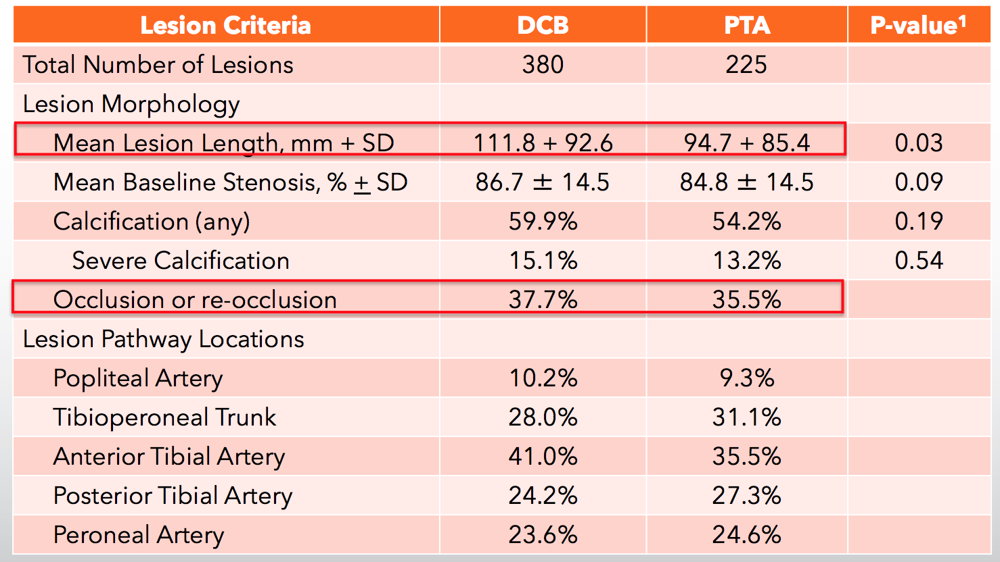 Lesion Criteria DCB PTA P-value¹
Total Number of Lesions 380 225
Lesion Morphology
Mean Lesion Length, mm + SD 111.8 + 92.6 94.7 + 85.4 0.03
Mean Baseline Stenosis, % + SD 86.7 ± 14.5 84.8 ± 14.5 0.09
Calcification (any) 59.9% 54.2% 0.19
Severe Calcification 15.1% 13.2% 0.54
Occlusion or re-occlusion 37.7% 35.5%
Lesion Pathway Locations
Popliteal Artery 10.2% 9.3%
Tibioperoneal Trunk 28.0% 31.1%
Anterior Tibial Artery 41.0% 35.5%
Posterior Tibial Artery 24.2% 27.3%
Peroneal Artery 23.6% 24.6%